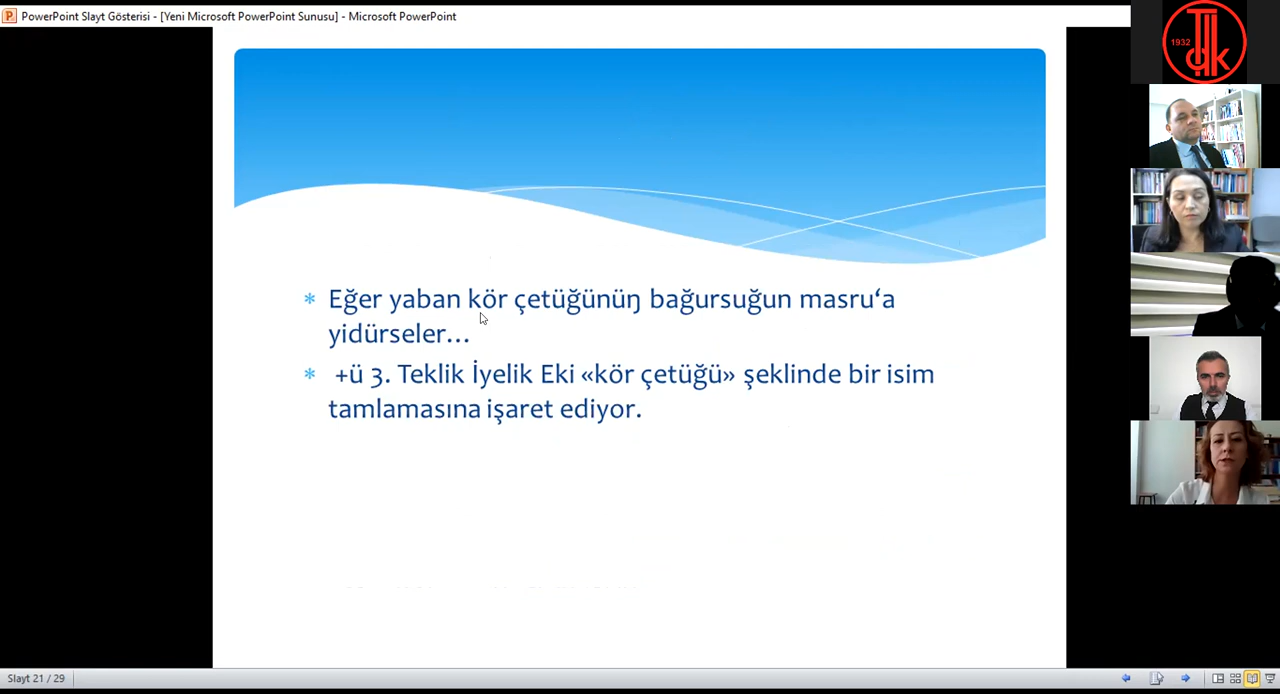 PowerPoint Slayt Gösterisi - [Yeni Microsoft PowerPoint Sunusu] - Microsoft PowerPoint
1932
* Eğer yaban kör çetüğünüŋ bağursuğun masru‘a
yidürseler…
* +ü 3. Teklik İyelik Eki «kör çetüğü» şeklinde bir isim
tamlamasına işaret ediyor.
Slayt 21 / 29